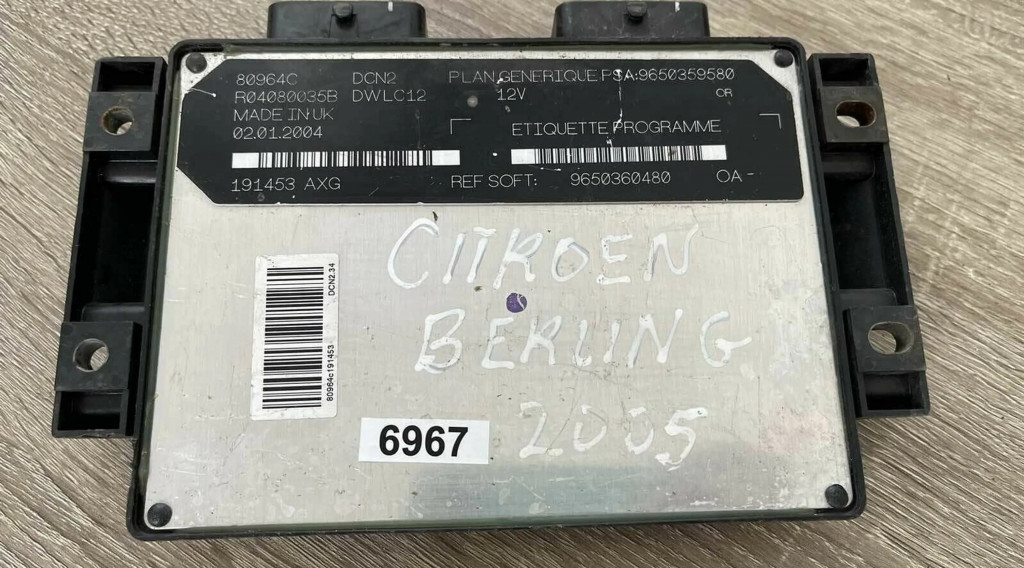 80964C DCN2 PLAN GENERIQUE PSA:9650359580
R04080035B DWLC12 12V OR
MADE IN UK
02.01.2004 ETIQUETTE PROGRAMME
191453 AXG REF SOFT: 9650360480 OA-
CITROEN
BERLING
2005
DCN2.34
80964c191453
6967